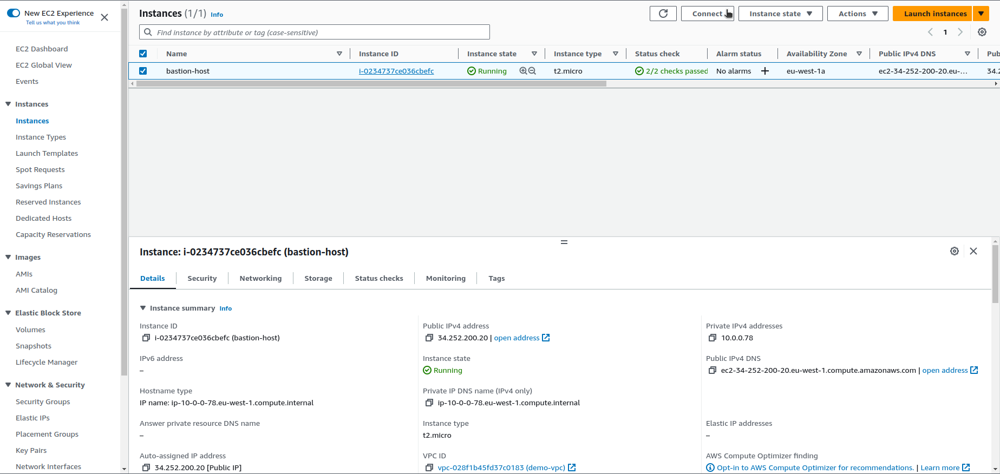 New EC2 Experience
Tell us what you think
EC2 Dashboard
EC2 Global View
Events
Instances
Instances
Instance Types
Launch Templates
Spot Requests
Savings Plans
Reserved Instances
Dedicated Hosts
Capacity Reservations
Images
AMIs
AMI Catalog
Elastic Block Store
Volumes
Snapshots
Lifecycle Manager
Network & Security
Security Groups
Elastic IPs
Placement Groups
Key Pairs
Network Interfaces
Instances (1/1) Info
Connect Instance state Actions Launch instances
Find instance by attribute or tag (case-sensitive)
1
Name Instance ID Instance state Instance type Status check Alarm status Availability Zone Public IPv4 DNS Pub
bastion-host i-0234737ce036cbefc Running t2.micro 2/2 checks passed No alarms eu-west-1a ec2-34-252-200-20.eu-... 34.2
Instance: i-0234737ce036cbefc (bastion-host)
Details Security Networking Storage Status checks Monitoring Tags
Instance summary Info
Instance ID
i-0234737ce036cbefc (bastion-host)
Public IPv4 address
34.252.200.20 | open address
Private IPv4 addresses
10.0.0.78
IPv6 address
–
Instance state
Running
Public IPv4 DNS
ec2-34-252-200-20.eu-west-1.compute.amazonaws.com | open address
Hostname type
IP name: ip-10-0-0-78.eu-west-1.compute.internal
Private IP DNS name (IPv4 only)
ip-10-0-0-78.eu-west-1.compute.internal
Answer private resource DNS name
–
Instance type
t2.micro
Elastic IP addresses
–
Auto-assigned IP address
34.252.200.20 [Public IP]
VPC ID
vpc-028f1b45fd37c0183 (demo-vpc)
AWS Compute Optimizer finding
Opt-in to AWS Compute Optimizer for recommendations. | Learn more